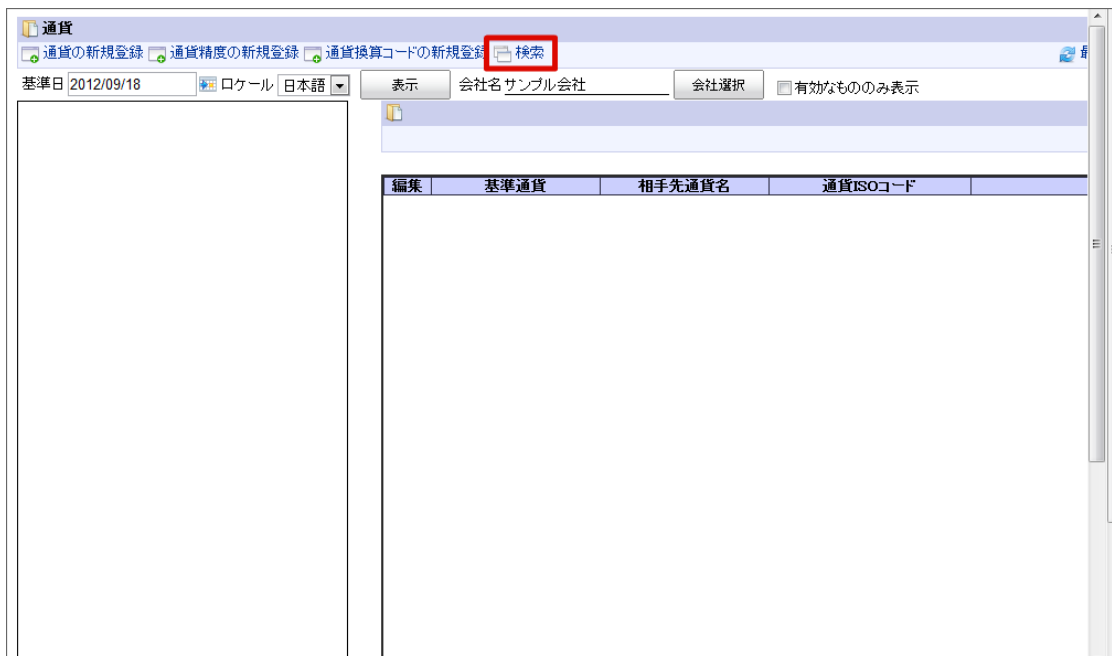 通貨
通貨の新規登録 通貨精度の新規登録 通貨換算コードの新規登録 検索
基準日 2012/09/18 ロケール 日本語 表示 会社名 サンプル会社 会社選択 有効なもののみ表示
編集 基準通貨 相手先通貨名 通貨ISOコード